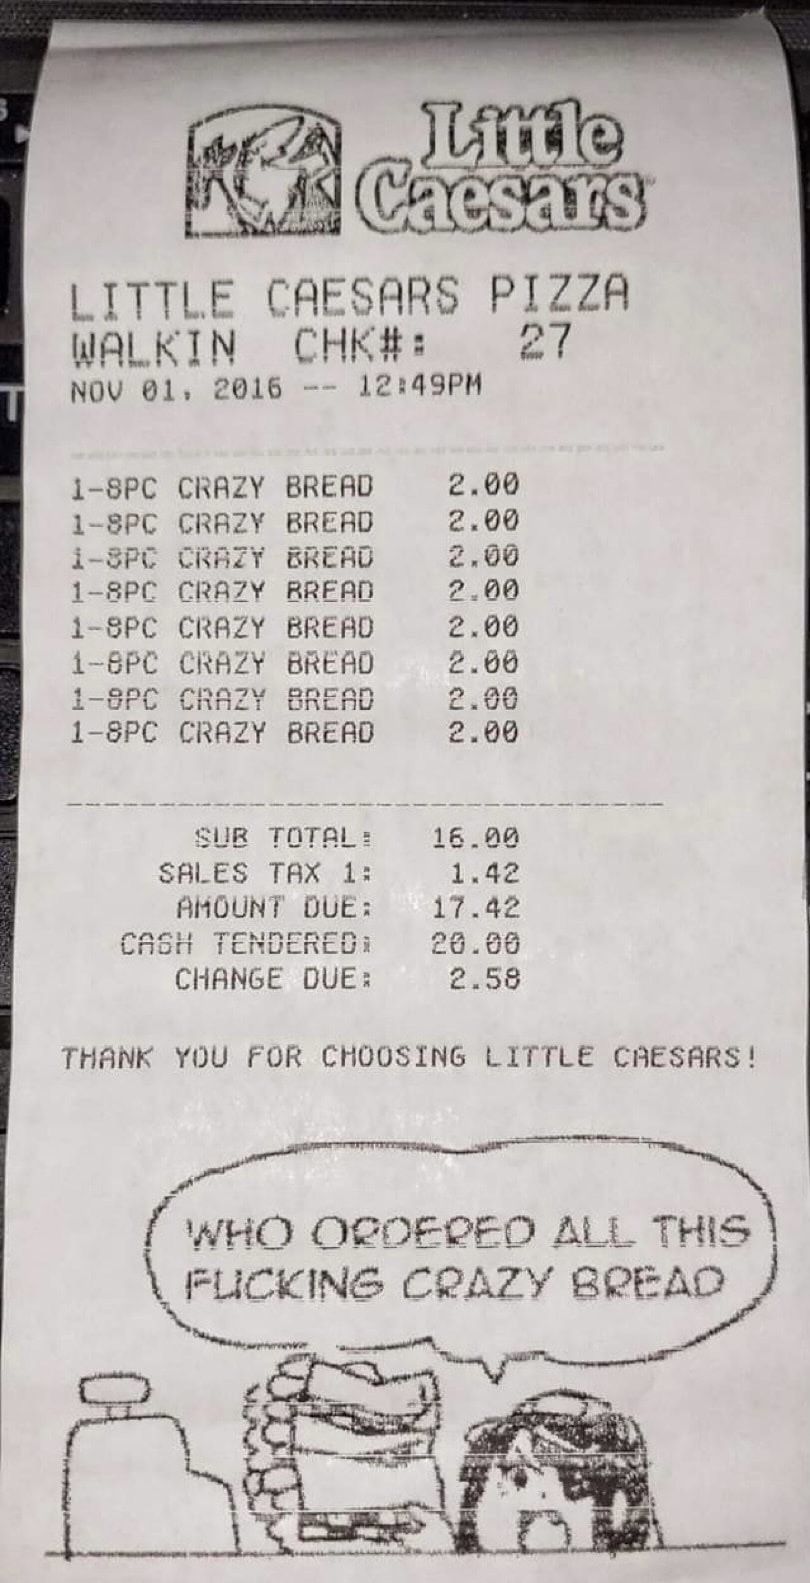 Little
Caesars
LITTLE CAESARS PIZZA
WALKIN CHK#: 27
NOV 01, 2016 -- 12:49PM
1-8PC CRAZY BREAD 2.00
1-8PC CRAZY BREAD 2.00
1-8PC CRAZY BREAD 2.00
1-8PC CRAZY BREAD 2.00
1-8PC CRAZY BREAD 2.00
1-8PC CRAZY BREAD 2.00
1-8PC CRAZY BREAD 2.00
1-8PC CRAZY BREAD 2.00
SUB TOTAL: 16.00
SALES TAX 1: 1.42
AMOUNT DUE: 17.42
CASH TENDERED: 20.00
CHANGE DUE: 2.58
THANK YOU FOR CHOOSING LITTLE CAESARS!
WHO ORDERED ALL THIS
FUCKING CRAZY BREAD